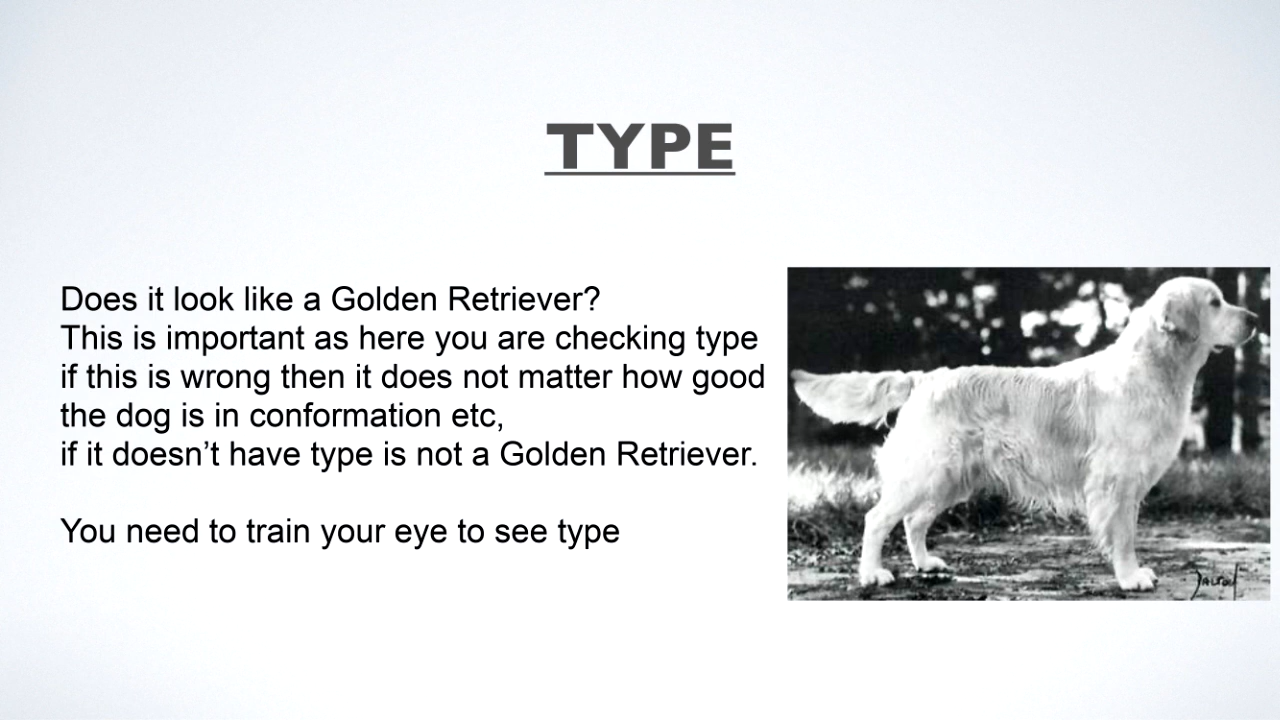 TYPE
Does it look like a Golden Retriever?
This is important as here you are checking type
if this is wrong then it does not matter how good
the dog is in conformation etc,
if it doesn’t have type is not a Golden Retriever.
You need to train your eye to see type